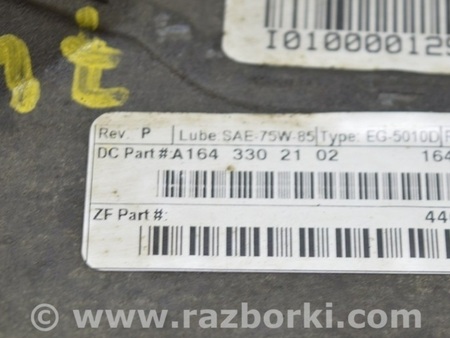 I010000129
Rev. P Lube SAE-75W-85 Type: EG-5010D
DC Part #:A164 330 21 02 164
ZF Part #: 44
© www.razborki.com